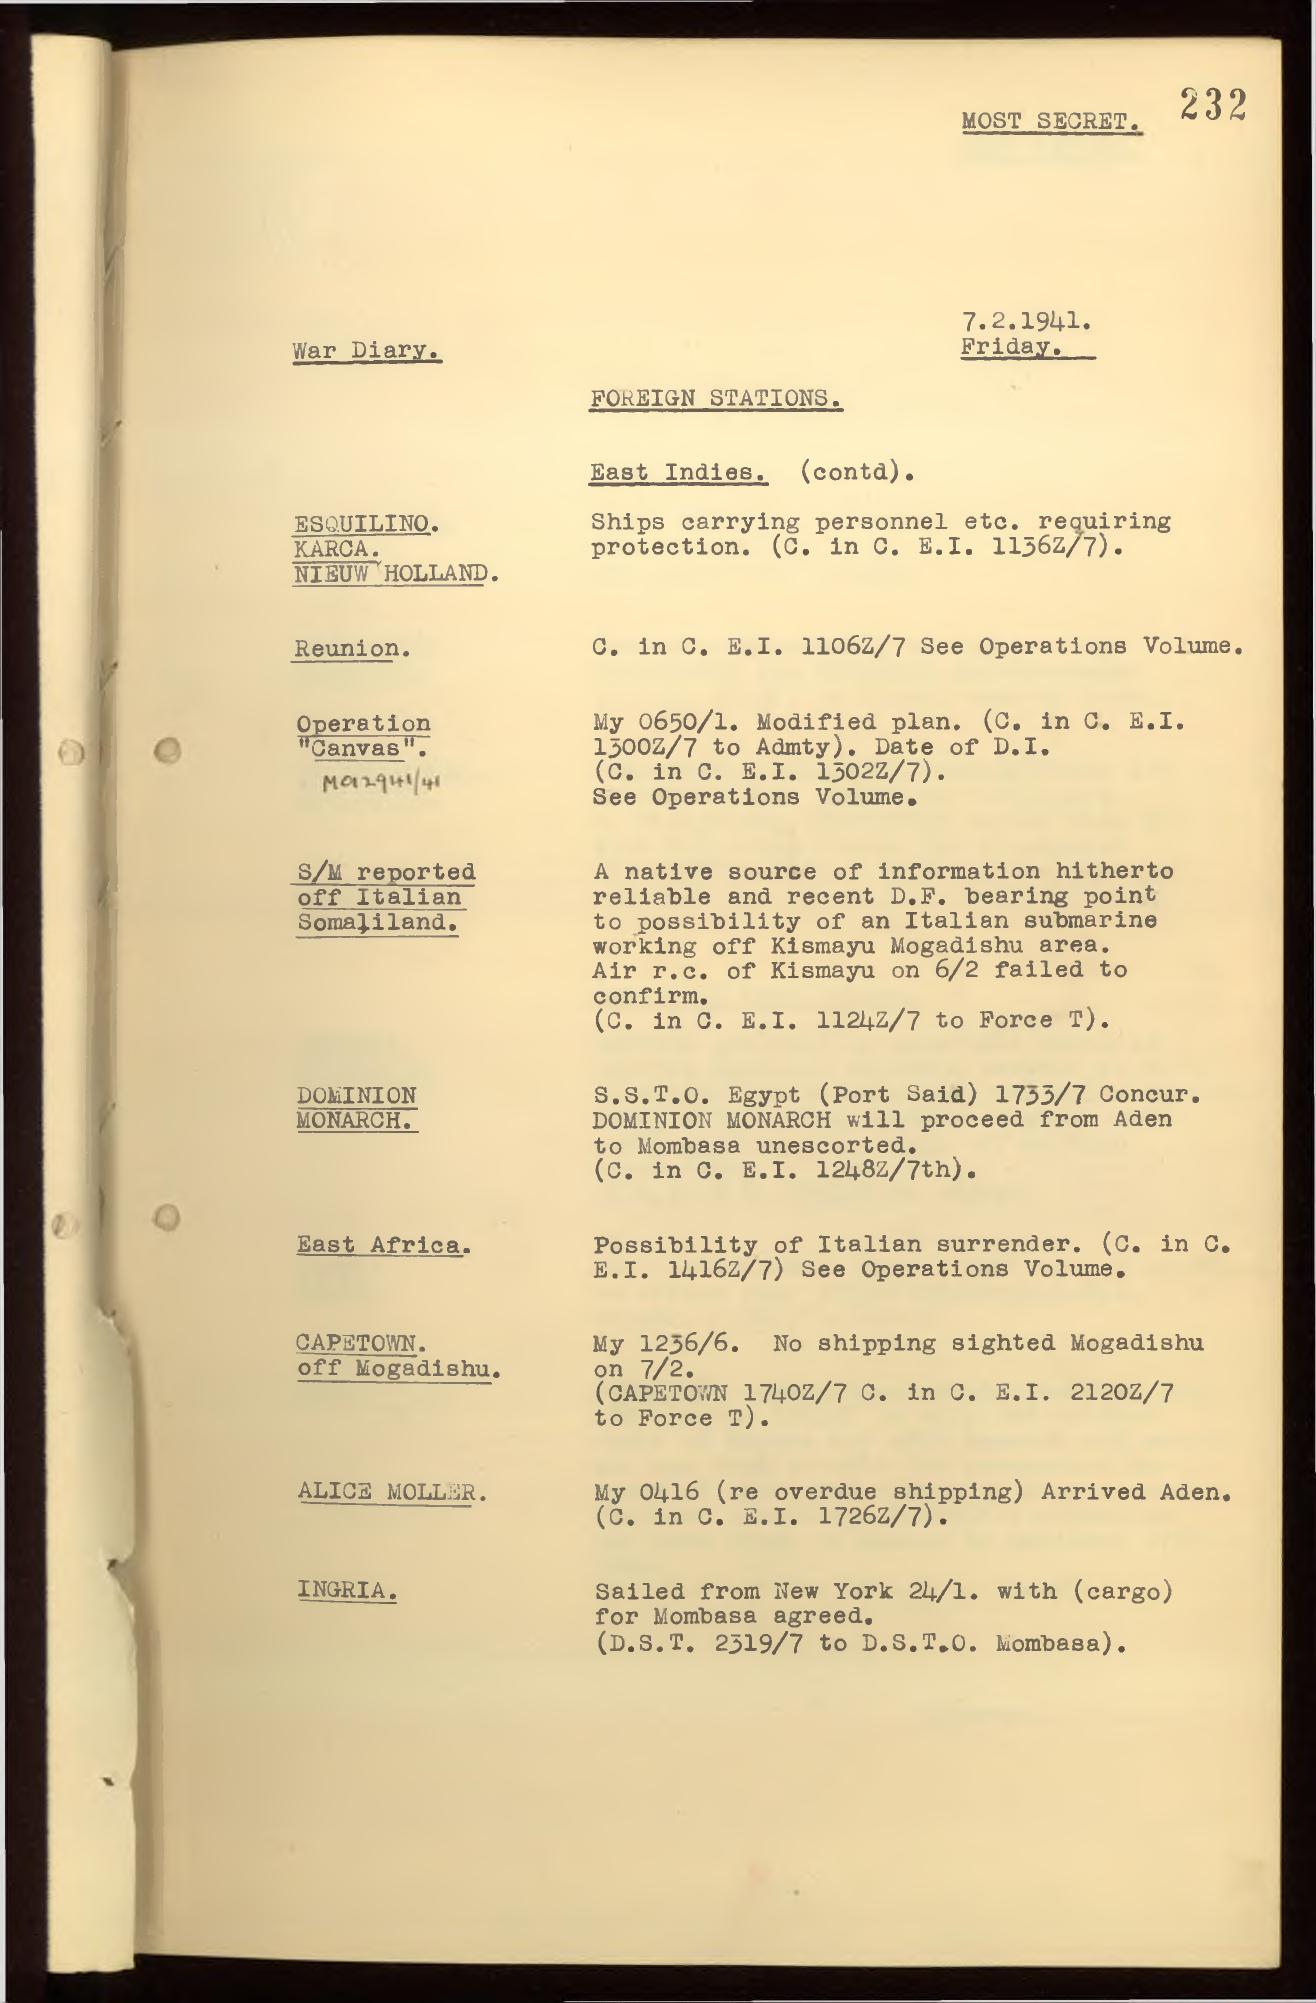 232
MOST SECRET.
7.2.1941.
War Diary.
Friday.
FOREIGN STATIONS.
East Indies. (contd).
ESQUILINO.
KARCA.
NIEUW HOLLAND.
Ships carrying personnel etc. requiring
protection. (C. in C. E.I. 1136Z/7).
Reunion.
C. in C. E.I. 1106Z/7 See Operations Volume.
Operation
"Canvas".
M012941/41
My 0650/1. Modified plan. (C. in C. E.I.
1300Z/7 to Admty). Date of D.I.
(C. in C. E.I. 1302Z/7).
See Operations Volume.
S/M reported
off Italian
Somaliland.
A native source of information hitherto
reliable and recent D.F. bearing point
to possibility of an Italian submarine
working off Kismayu Mogadishu area.
Air r.c. of Kismayu on 6/2 failed to
confirm.
(C. in C. E.I. 1124Z/7 to Force T).
DOMINION
MONARCH.
S.S.T.O. Egypt (Port Said) 1733/7 Concur.
DOMINION MONARCH will proceed from Aden
to Mombasa unescorted.
(C. in C. E.I. 1248Z/7th).
East Africa.
Possibility of Italian surrender. (C. in C.
E.I. 1416Z/7) See Operations Volume.
CAPETOWN.
off Mogadishu.
My 1236/6. No shipping sighted Mogadishu
on 7/2.
(CAPETOWN 1740Z/7 C. in C. E.I. 2120Z/7
to Force T).
ALICE MOLLER.
My 0416 (re overdue shipping) Arrived Aden.
(C. in C. E.I. 1726Z/7).
INGRIA.
Sailed from New York 24/1. with (cargo)
for Mombasa agreed.
(D.S.T. 2319/7 to D.S.T.O. Mombasa).